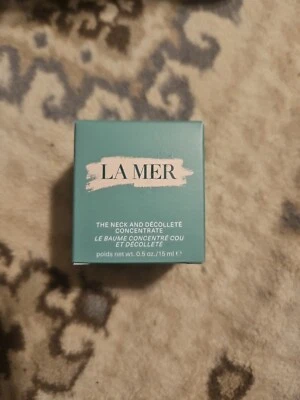 LA MER
THE NECK AND DÉCOLLETÉ
CONCENTRATE
LE BAUME CONCENTRÉ COU
ET DÉCOLLETÉ
poids net wt. 0.5 oz./15 ml ℮